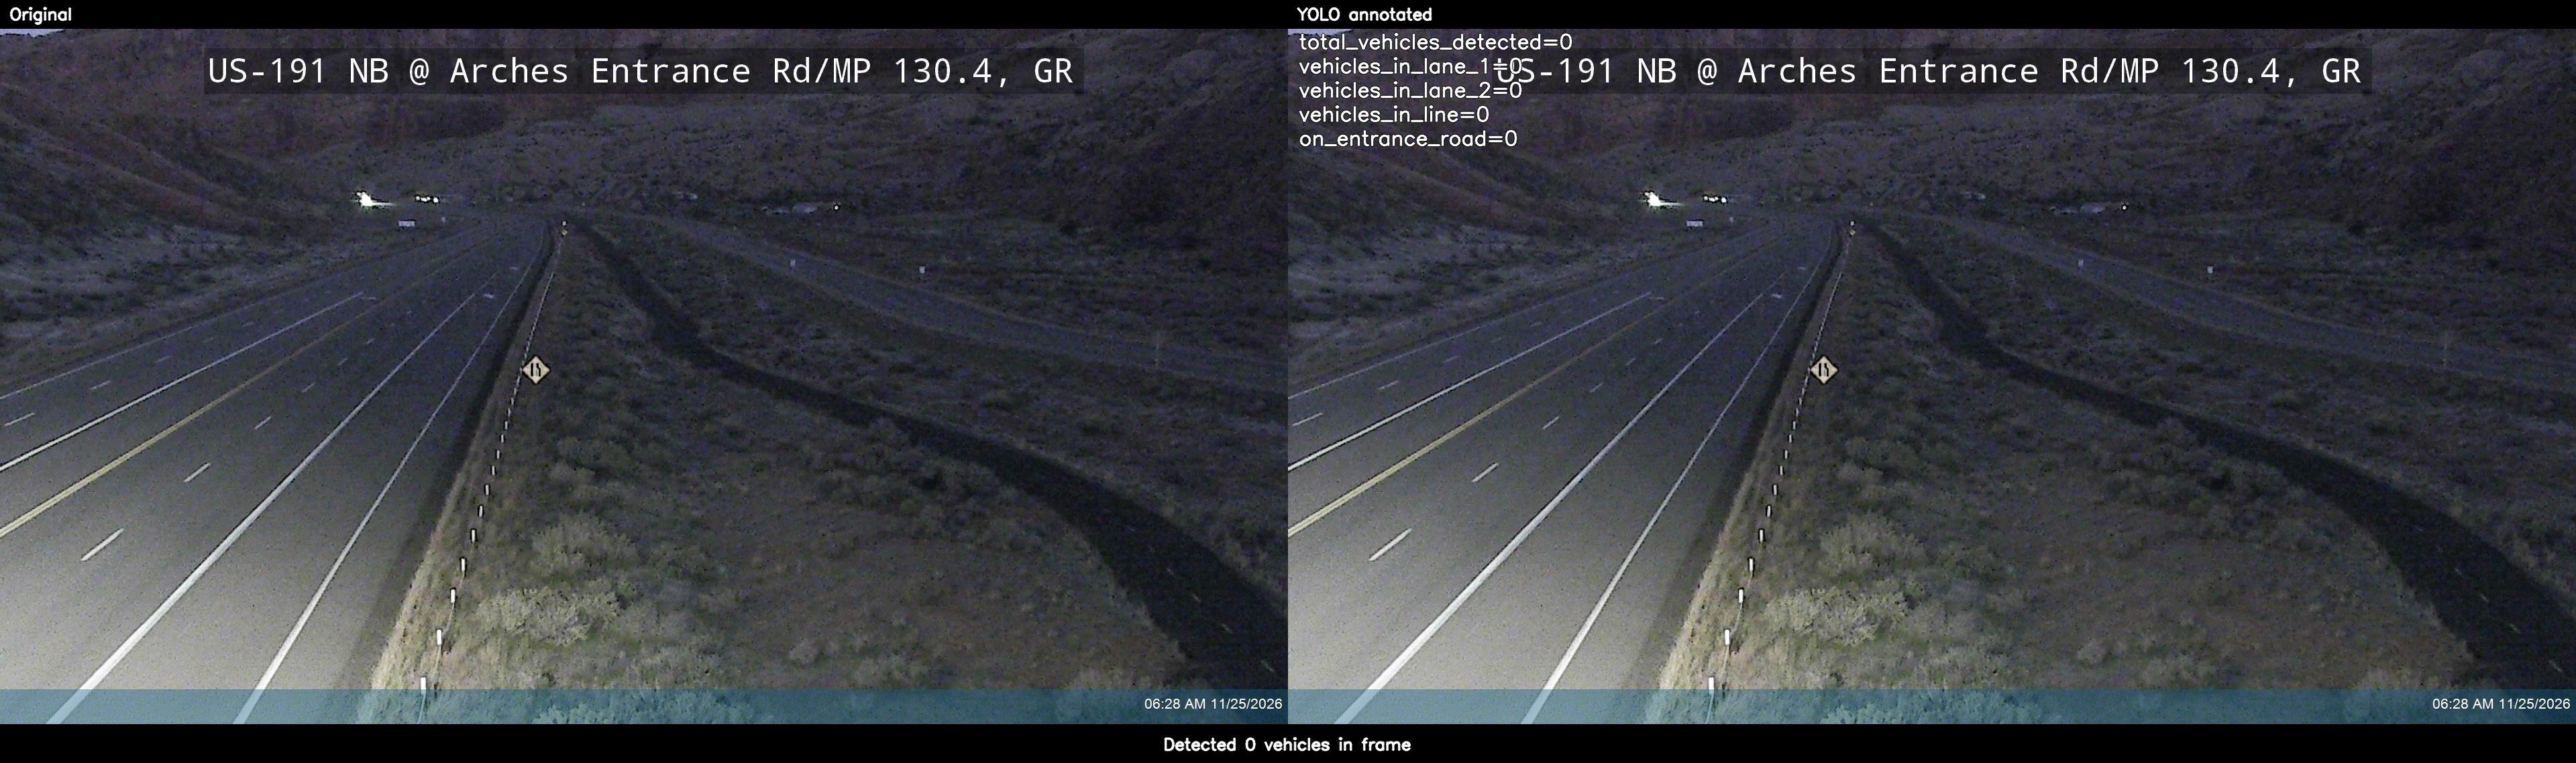 Original
US-191 NB @ Arches Entrance Rd/MP 130.4, GR
06:28 AM 11/25/2026
YOLO annotated
total_vehicles_detected=0
vehicles_in_lane_1=0
US-191 NB @ Arches Entrance Rd/MP 130.4, GR
vehicles_in_lane_2=0
vehicles_in_line=0
on_entrance_road=0
06:28 AM 11/25/2026
Detected 0 vehicles in frame